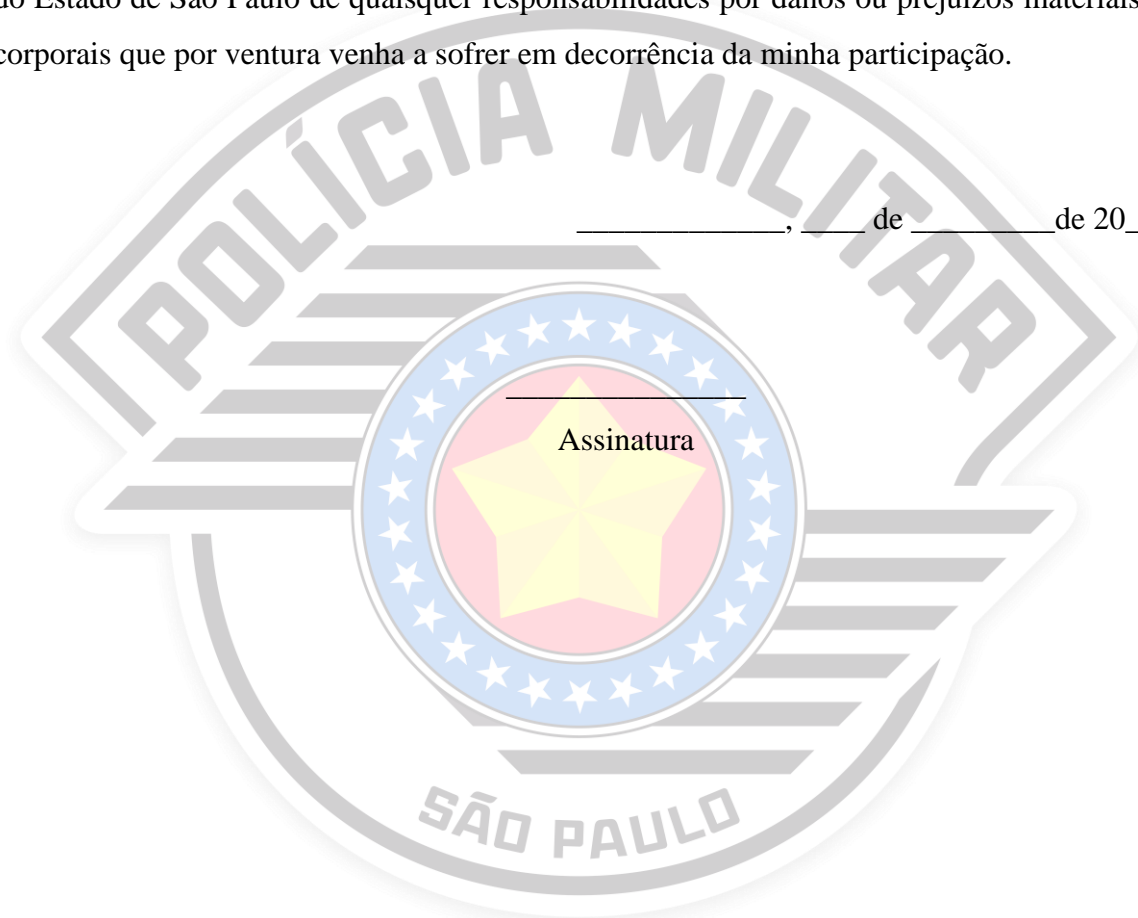 do Estado de São Paulo de quaisquer responsabilidades por danos ou prejuízos materiais
corporais que por ventura venha a sofrer em decorrência da minha participação.
_____________, ____ de _________de 20_
_______________
Assinatura
POLÍCIA MILITAR
SÃO PAULO